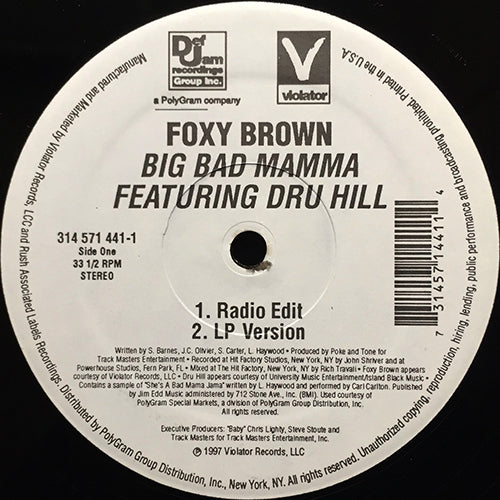 Def
Jam
recordings
Group Inc.
a PolyGram company
V
violator
FOXY BROWN
BIG BAD MAMMA
FEATURING DRU HILL
314 571 441-1
Side One
33 1/2 RPM
STEREO
7 31457 14411 4
1. Radio Edit
2. LP Version
Written by S. Barnes, J.C. Olivier, S. Carter, L. Haywood • Produced by Poke and Tone for
Track Masters Entertainment • Recorded at Hit Factory Studios, New York, NY by John Shriver and at
Powerhouse Studios, Fern Park, FL • Mixed at The Hit Factory, New York, NY by Rich Travali • Foxy Brown appears
courtesy of Violator Records, LLC • Dru Hill appears courtesy of University Music Entertainment/Island Black Music •
Contains a sample of "She's A Bad Mama Jama" written by L. Haywood and performed by Carl Carlton. Published
by Jim Edd Music administered by 712 Stone Ave., Inc. (BMI). Used courtesy of
PolyGram Special Markets, a division of PolyGram Group Distribution, Inc.
All rights reserved.
Executive Producers: "Baby" Chris Lighty, Steve Stoute and
Track Masters for Track Masters Entertainment, Inc.
℗ 1997 Violator Records, LLC
Manufactured and Marketed by Violator Records, LCC and Rush Associated Labels Recordings. Distributed by PolyGram Group Distribution, Inc., New York, NY. All rights reserved. Unauthorized copying, reproduction, hiring, lending, public performance and broadcasting prohibited. Printed in the U.S.A.